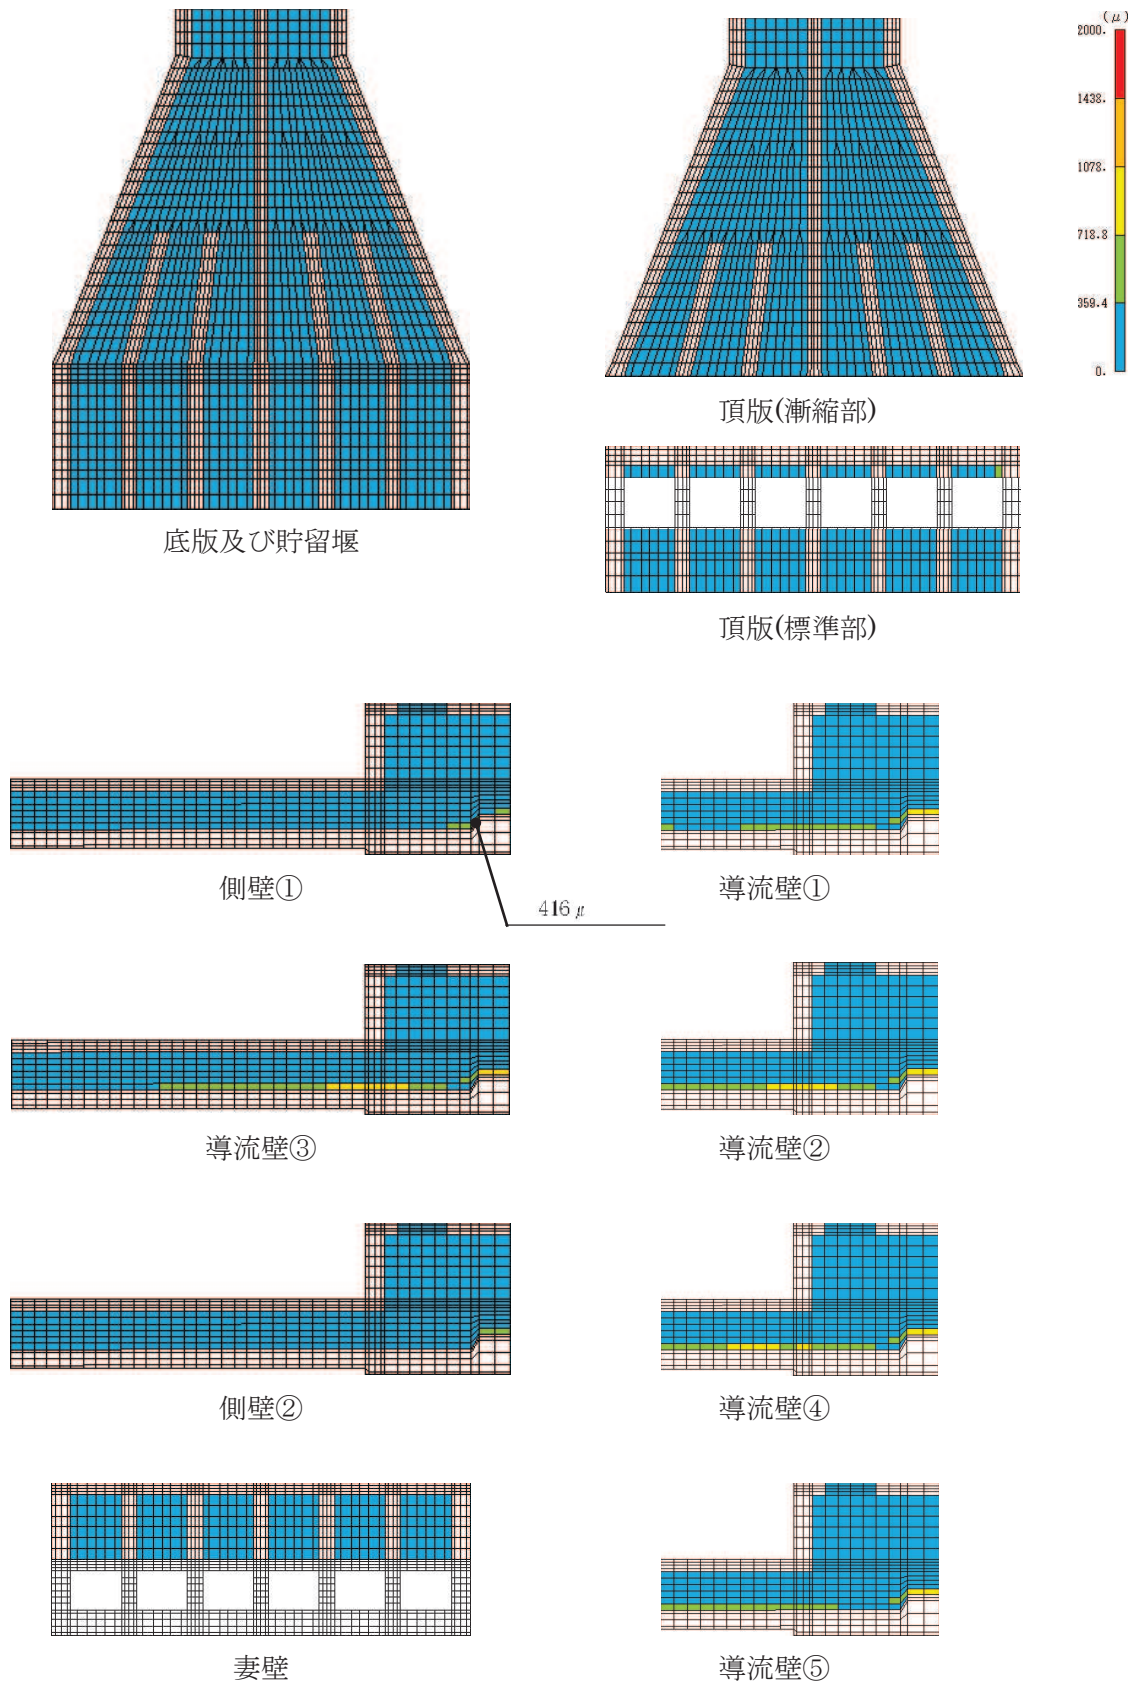 (μ)
2000.
1438.
1078.
718.8
359.4
0.
頂版(漸縮部)
底版及び貯留堰
頂版(標準部)
側壁①
導流壁①
416μ
導流壁③
導流壁②
側壁②
導流壁④
妻壁
導流壁⑤